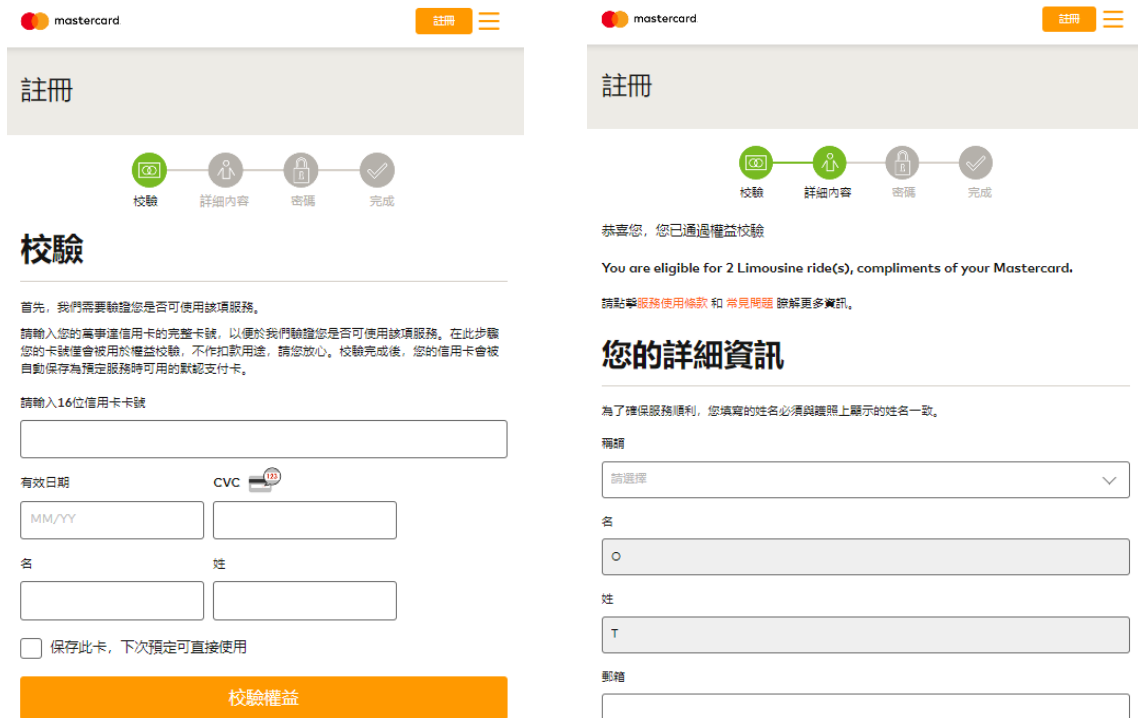 mastercard
註冊
註冊
校驗
詳細內容
密碼
完成
校驗
首先，我們需要驗證您是否可使用該項服務。
請輸入您的萬事達信用卡的完整卡號，以便於我們驗證您是否可使用該項服務。在此步驟
您的卡號僅會被用於權益校驗，不作扣款用途，請您放心。校驗完成後，您的信用卡會被
自動保存為預定服務時可用的默認支付卡。
請輸入16位信用卡卡號
有效日期
CVC
123
MM/YY
名
姓
保存此卡，下次預定可直接使用
校驗權益
mastercard
註冊
註冊
校驗
詳細內容
密碼
完成
恭喜您，您已通過權益校驗
You are eligible for 2 Limousine ride(s), compliments of your Mastercard.
請點擊服務使用條款 和 常見問題 瞭解更多資訊。
您的詳細資訊
為了確保服務順利，您填寫的姓名必須與護照上顯示的姓名一致。
稱謂
請選擇
名
O
姓
T
郵箱